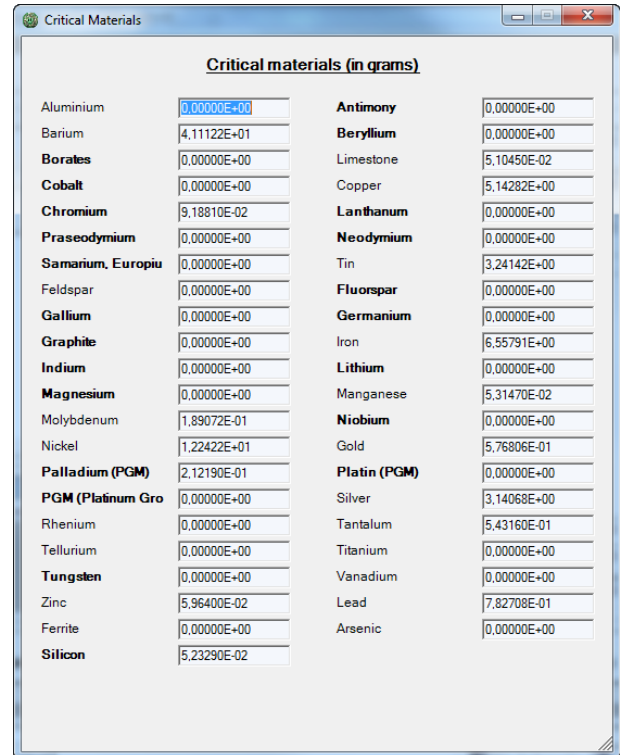 Critical Materials
Critical materials (in grams)
Aluminium 0,00000E+00 Antimony 0,00000E+00
Barium 4,11122E+01 Beryllium 0,00000E+00
Borates 0,00000E+00 Limestone 5,10450E-02
Cobalt 0,00000E+00 Copper 5,14282E+00
Chromium 9,18810E-02 Lanthanum 0,00000E+00
Praseodymium 0,00000E+00 Neodymium 0,00000E+00
Samarium, Europiu 0,00000E+00 Tin 3,24142E+00
Feldspar 0,00000E+00 Fluorspar 0,00000E+00
Gallium 0,00000E+00 Germanium 0,00000E+00
Graphite 0,00000E+00 Iron 6,55791E+00
Indium 0,00000E+00 Lithium 0,00000E+00
Magnesium 0,00000E+00 Manganese 5,31470E-02
Molybdenum 1,89072E-01 Niobium 0,00000E+00
Nickel 1,22422E+01 Gold 5,76806E-01
Palladium (PGM) 2,12190E-01 Platin (PGM) 0,00000E+00
PGM (Platinum Gro 0,00000E+00 Silver 3,14068E+00
Rhenium 0,00000E+00 Tantalum 5,43160E-01
Tellurium 0,00000E+00 Titanium 0,00000E+00
Tungsten 0,00000E+00 Vanadium 0,00000E+00
Zinc 5,96400E-02 Lead 7,82708E-01
Ferrite 0,00000E+00 Arsenic 0,00000E+00
Silicon 5,23290E-02